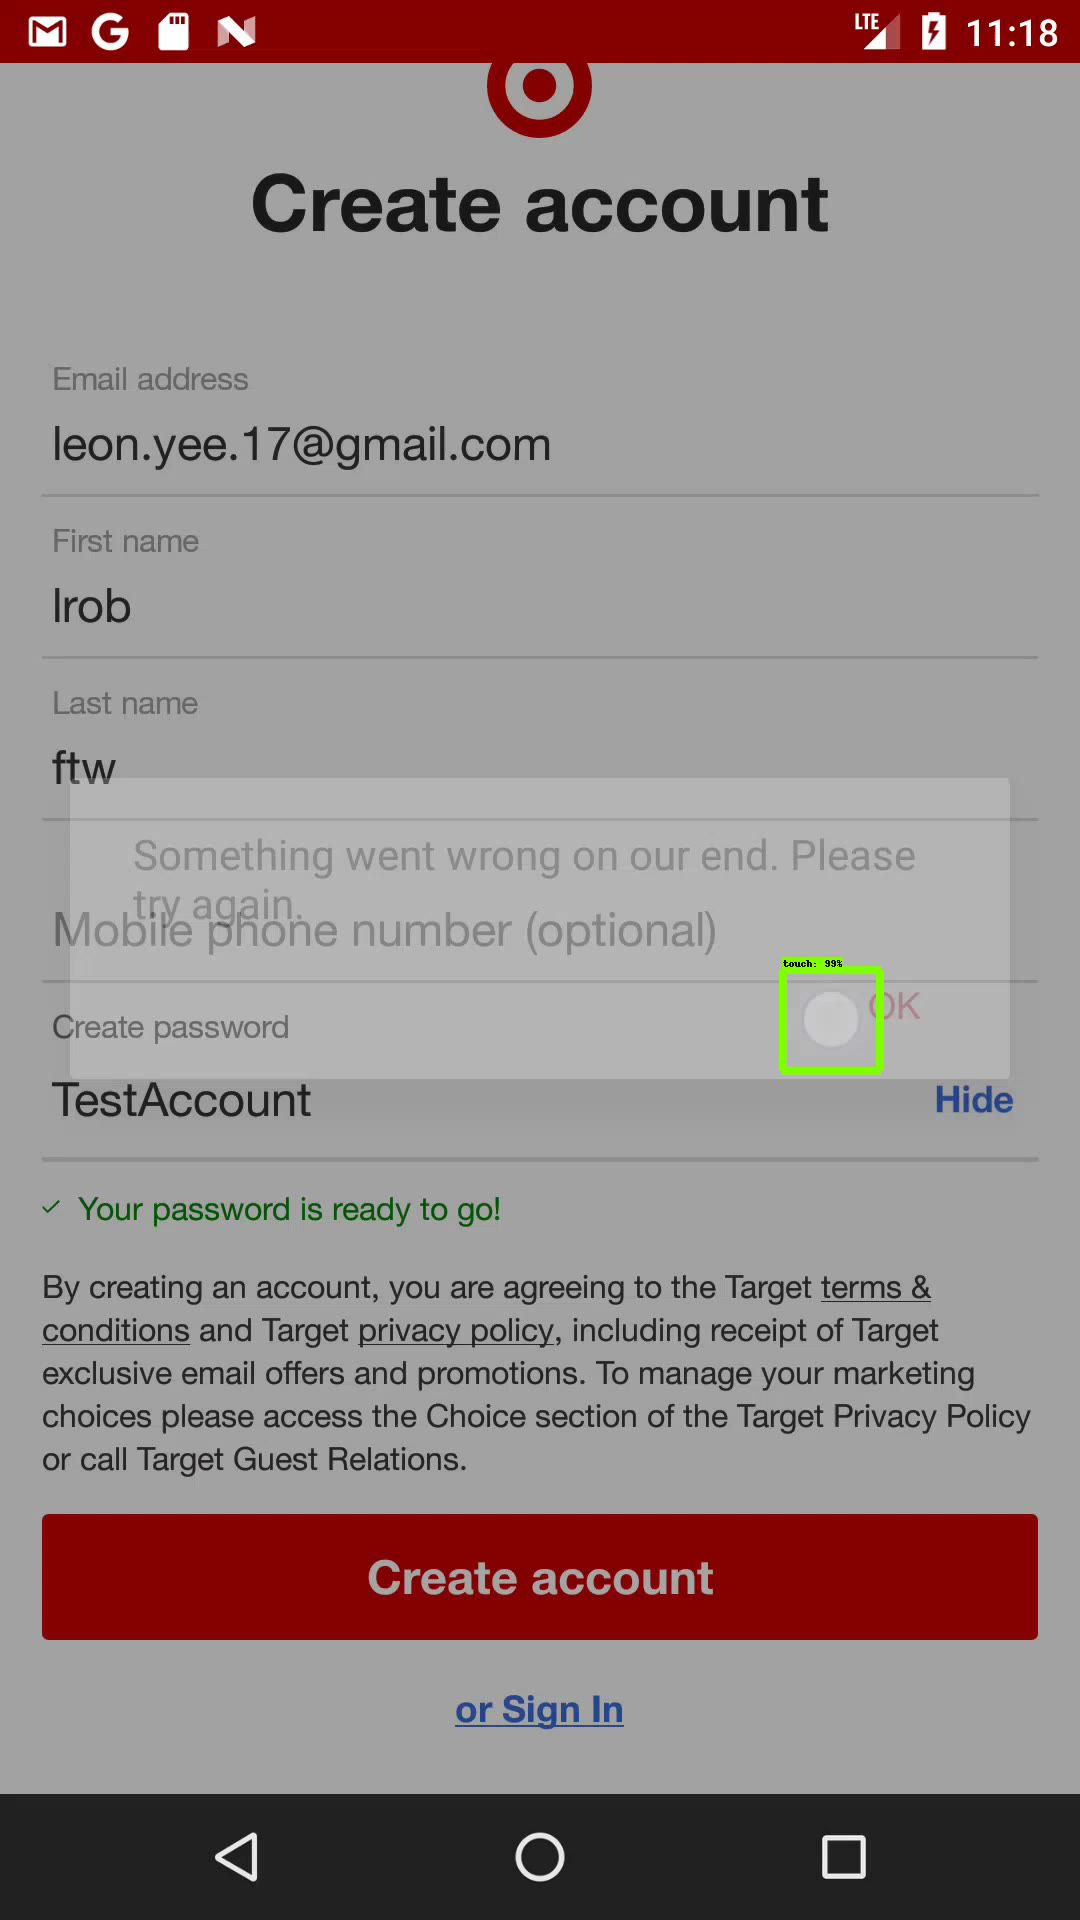 LTE 11:18
Create account
Email address
leon.yee.17@gmail.com
First name
lrob
Last name
ftw
Something went wrong on our end. Please
try again.
Mobile phone number (optional)
touch: 99%
OK
Create password
TestAccount
Hide
Your password is ready to go!
By creating an account, you are agreeing to the Target terms &
conditions and Target privacy policy, including receipt of Target
exclusive email offers and promotions. To manage your marketing
choices please access the Choice section of the Target Privacy Policy
or call Target Guest Relations.
Create account
or Sign In